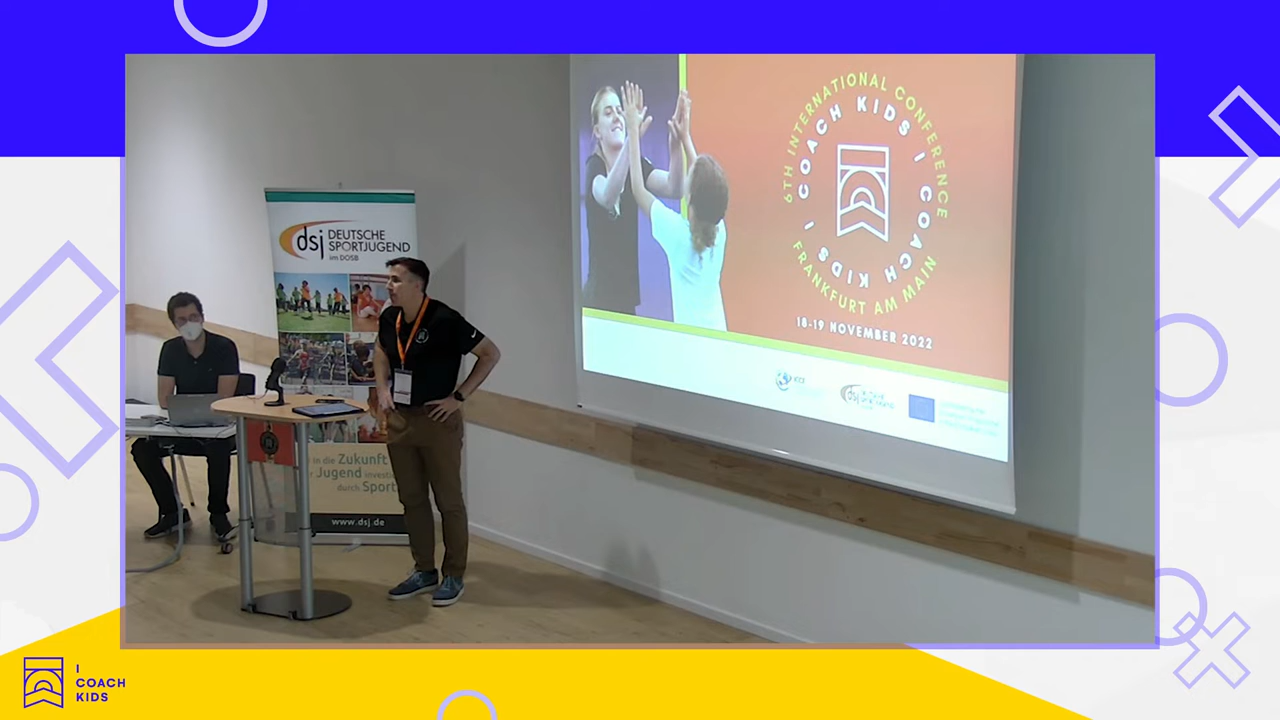 dsj DEUTSCHE
SPORTJUGEND
im DOSB
in die Zukunft
Jugend investi
durch Sport
www.dsj.de
6TH INTERNATIONAL CONFERENCE
I COACH KIDS I COACH KIDS
FRANKFURT AM MAIN
18-19 NOVEMBER 2022
dsj
I
COACH
KIDS